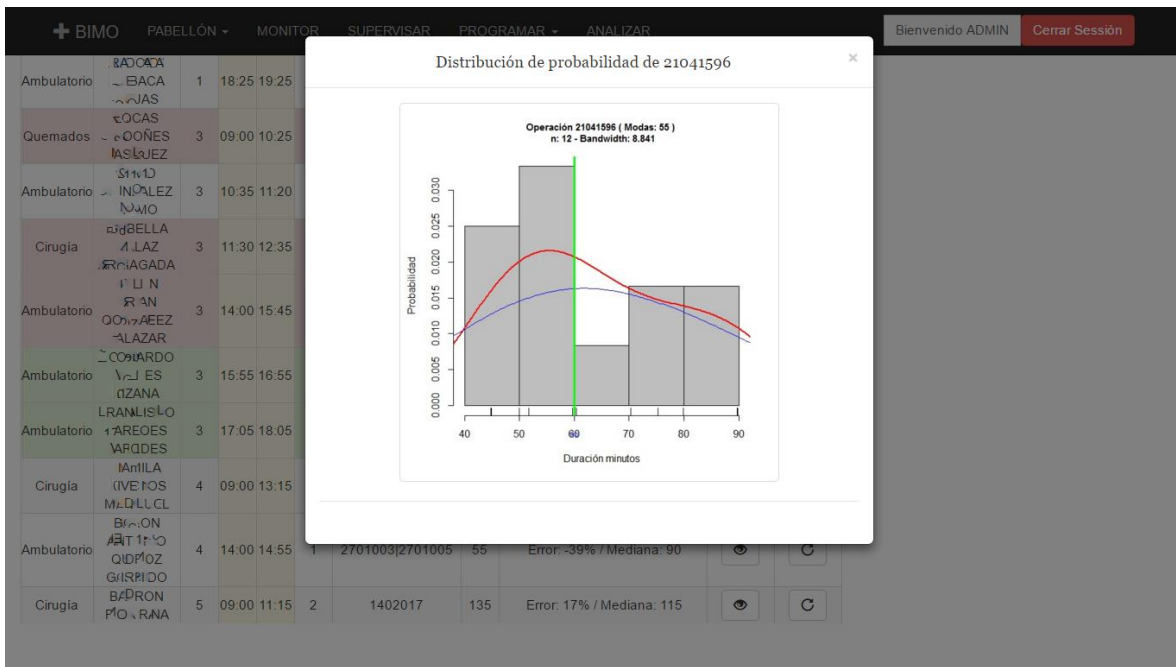 BIMO PABELLÓN MONITOR SUPERVISAR PROGRAMAR ANALIZAR Bienvenido ADMIN Cerrar Sessión
Distribución de probabilidad de 21041596 ×
Operación 21041596 ( Modas: 55 )
n: 12 - Bandwidth: 8.841
Probabilidad
0.030
0.025
0.020
0.015
0.010
0.005
0.000
40 50 60 70 80 90
Duración minutos
Ambulatorio BACA 1 18:25 19:25
Quemados 3 09:00 10:25
Ambulatorio 3 10:35 11:20
Cirugía 3 11:30 12:35
Ambulatorio 3 14:00 15:45
Ambulatorio 3 15:55 16:55
Ambulatorio 3 17:05 18:05
Cirugía 4 09:00 13:15
Ambulatorio 4 14:00 14:55 1 2701003|2701005 55 Error: -39% / Mediana: 90
Cirugía 5 09:00 11:15 2 1402017 135 Error: 17% / Mediana: 115